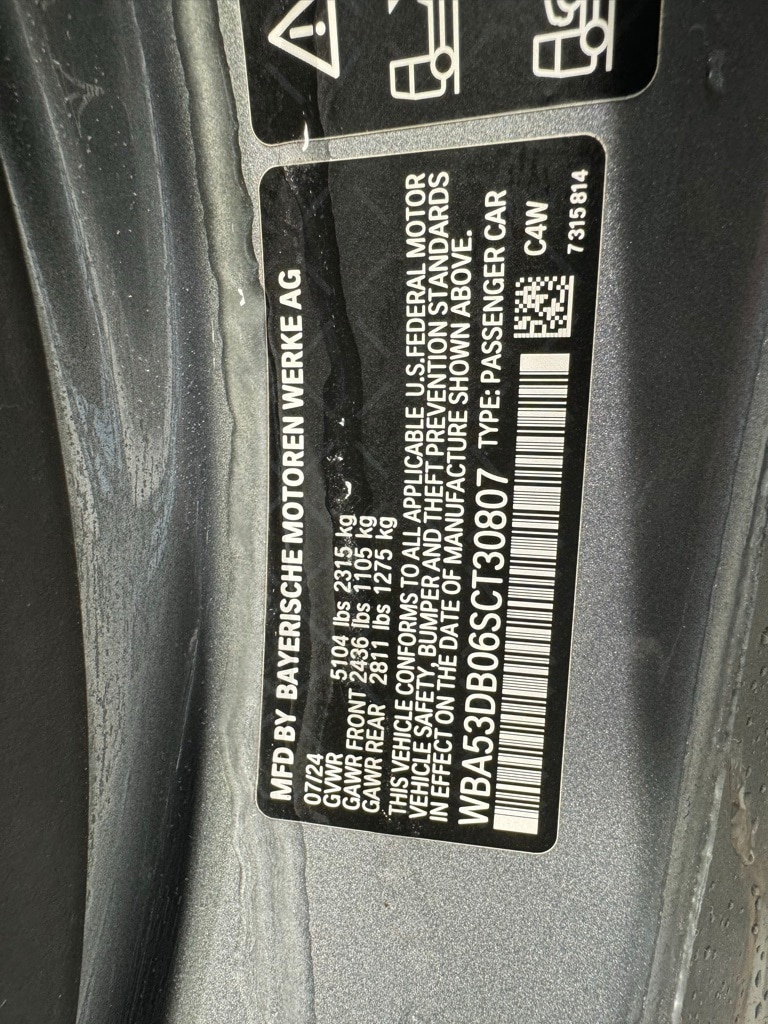 MFD BY BAYERISCHE MOTOREN WERKE AG
07/24
GVWR 5104 lbs 2315 kg
GAWR FRONT 2436 lbs 1105 kg
GAWR REAR 2811 lbs 1275 kg
THIS VEHICLE CONFORMS TO ALL APPLICABLE U.S.FEDERAL MOTOR
VEHICLE SAFETY, BUMPER AND THEFT PREVENTION STANDARDS
IN EFFECT ON THE DATE OF MANUFACTURE SHOWN ABOVE.
WBA53DB06SCT30807 TYPE: PASSENGER CAR
C4W
7315814